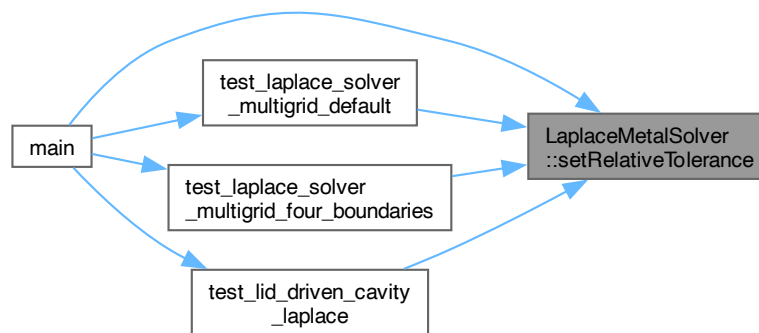 test_laplace_solver
_multigrid_default
main
LaplaceMetalSolver
::setRelativeTolerance
test_laplace_solver
_multigrid_four_boundaries
test_lid_driven_cavity
_laplace